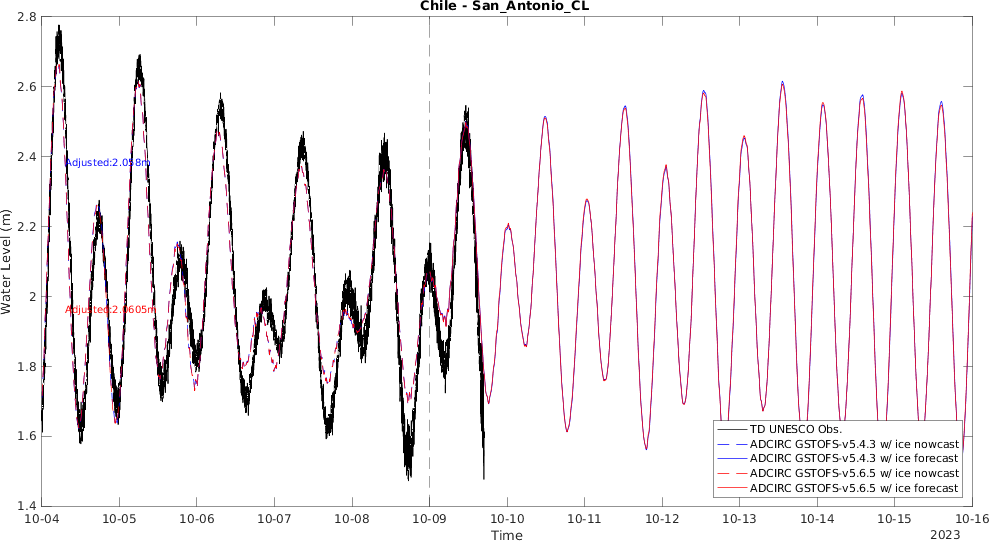 Chile - San_Antonio_CL
2.8
2.6
2.4
2.2
2
1.8
1.6
1.4
Water Level (m)
Adjusted:2.058m
Adjusted:2.0605m
TD UNESCO Obs.
ADCIRC GSTOFS-v5.4.3 w/ ice nowcast
ADCIRC GSTOFS-v5.4.3 w/ ice forecast
ADCIRC GSTOFS-v5.6.5 w/ ice nowcast
ADCIRC GSTOFS-v5.6.5 w/ ice forecast
10-04 10-05 10-06 10-07 10-08 10-09 10-10 10-11 10-12 10-13 10-14 10-15 10-16
Time
2023